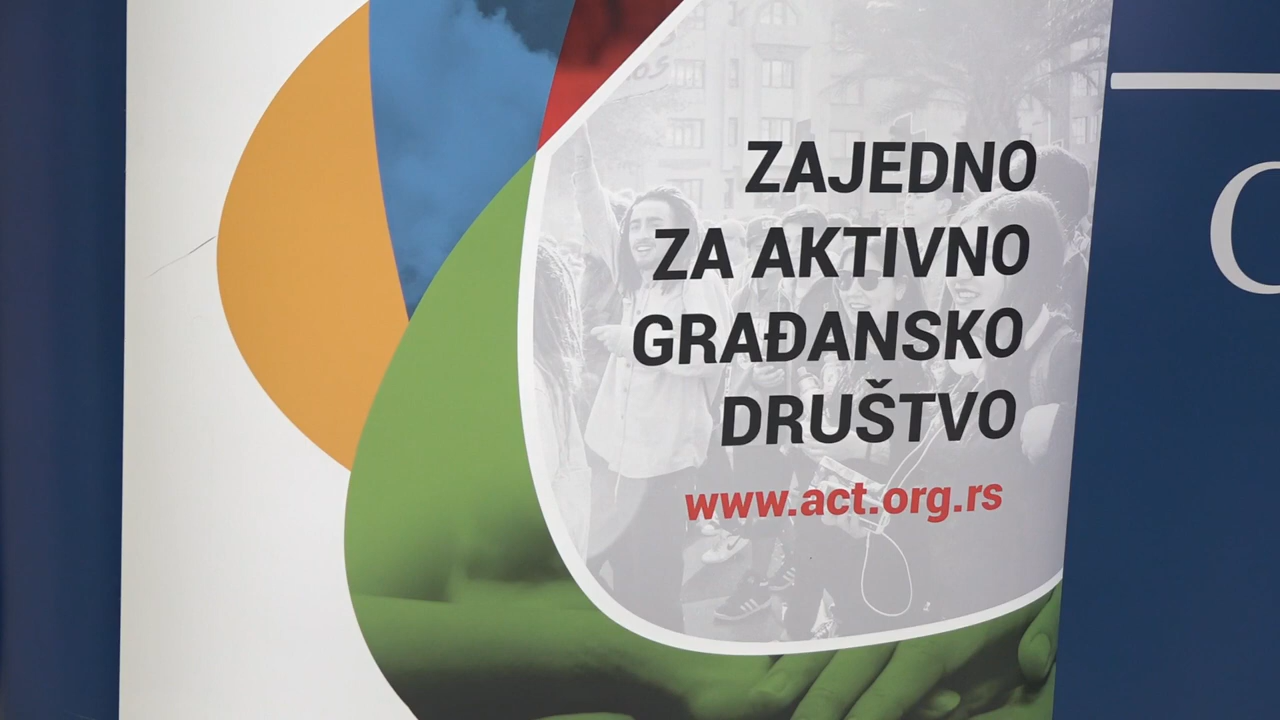 ZAJEDNO
ZA AKTIVNO
GRAĐANSKO
DRUŠTVO
www.act.org.rs